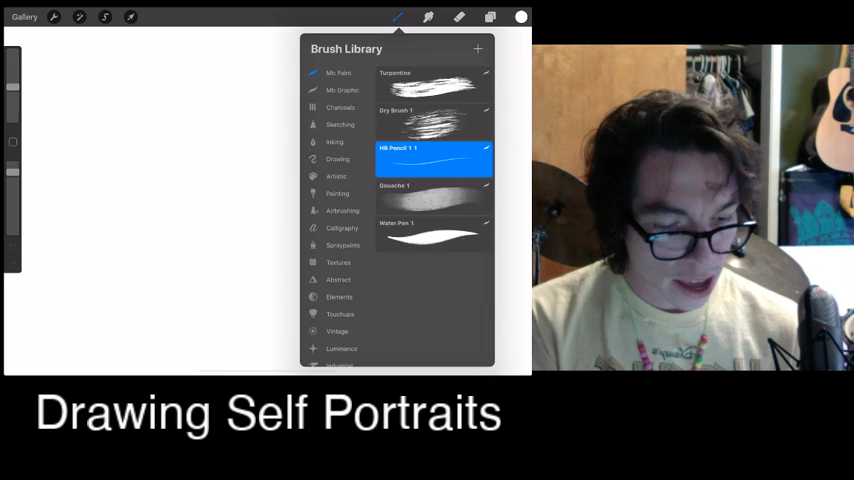 Gallery
Brush Library
Mb Paint
Mb Graphic
Charcoals
Sketching
Inking
Drawing
Artistic
Painting
Airbrushing
Calligraphy
Spraypaints
Textures
Abstract
Elements
Touchups
Vintage
Luminance
Industrial
Turpentine
Dry Brush 1
HB Pencil 1 1
Gouache 1
Water Pen 1
Drawing Self Portraits